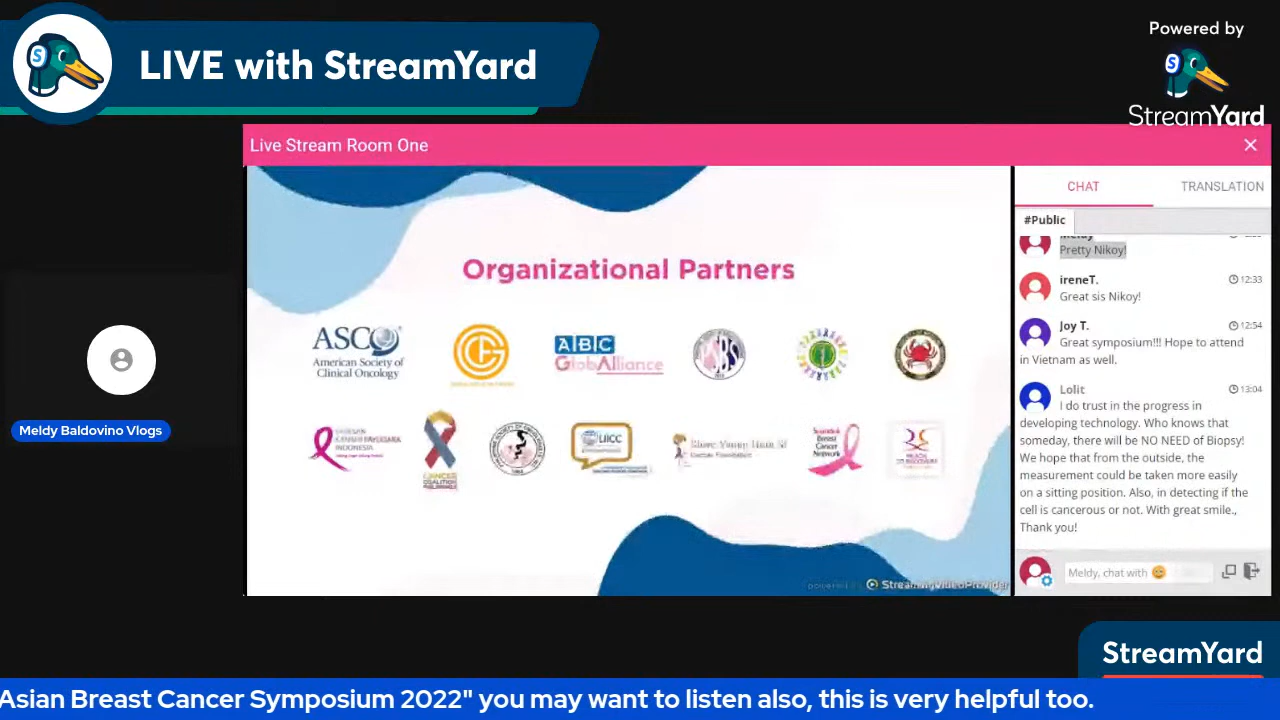 LIVE with StreamYard
Powered by
StreamYard
Live Stream Room One
CHAT
TRANSLATION
#Public
Organizational Partners
ASCO
American Society of
Clinical Oncology
ABC
GlobAlliance
Meldy
Pretty Nikoy!
ireneT.
12:33
Great sis Nikoy!
Joy T.
12:54
Great symposium!!! Hope to attend
in Vietnam as well.
Lolit
13:04
I do trust in the progress in
developing technology. Who knows that
someday, there will be NO NEED of Biopsy!
We hope that from the outside, the
measurement could be taken more easily
on a sitting position. Also, in detecting if the
cell is cancerous or not. With great smile.,
Thank you!
Meldy, chat with
UICC
CANCER
COALITION
powered by StreamingVideoProvider
Meldy Baldovino Vlogs
StreamYard
Asian Breast Cancer Symposium 2022" you may want to listen also, this is very helpful too.